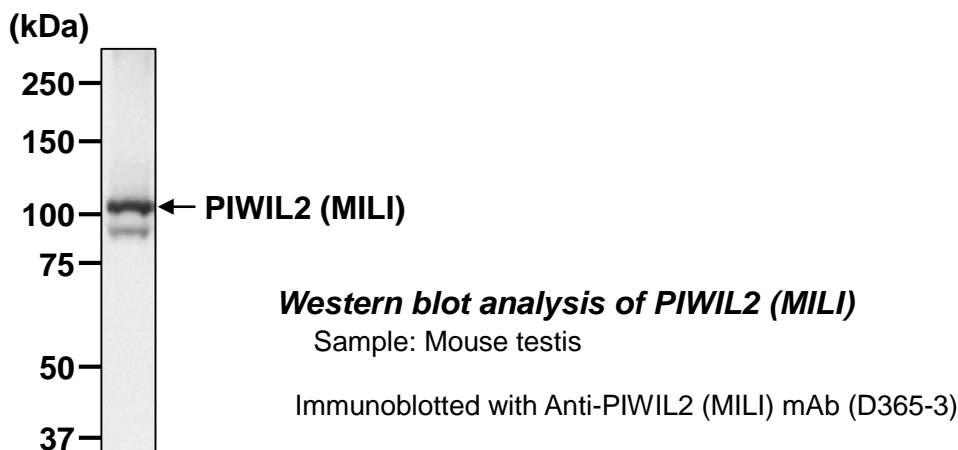 (kDa)
250
150
100
PIWIL2 (MILI)
75
Western blot analysis of PIWIL2 (MILI)
Sample: Mouse testis
50
Immunoblotted with Anti-PIWIL2 (MILI) mAb (D365-3)
37